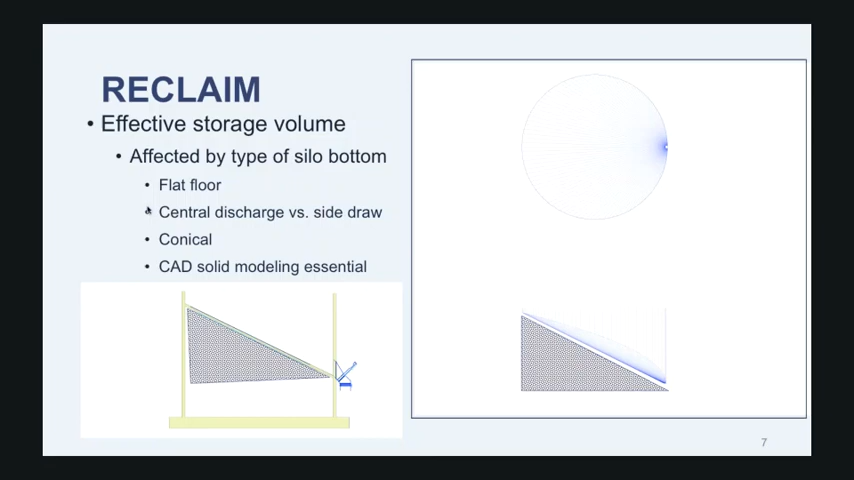 RECLAIM
• Effective storage volume
• Affected by type of silo bottom
• Flat floor
• Central discharge vs. side draw
• Conical
• CAD solid modeling essential
7